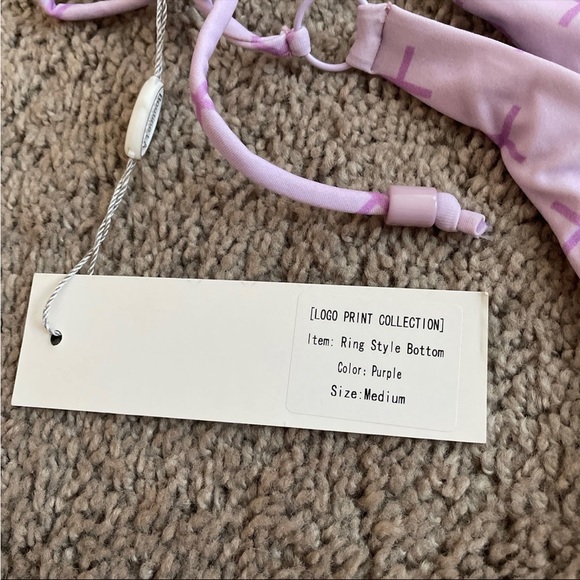 [LOGO PRINT COLLECTION]
Item: Ring Style Bottom
Color: Purple
Size:Medium